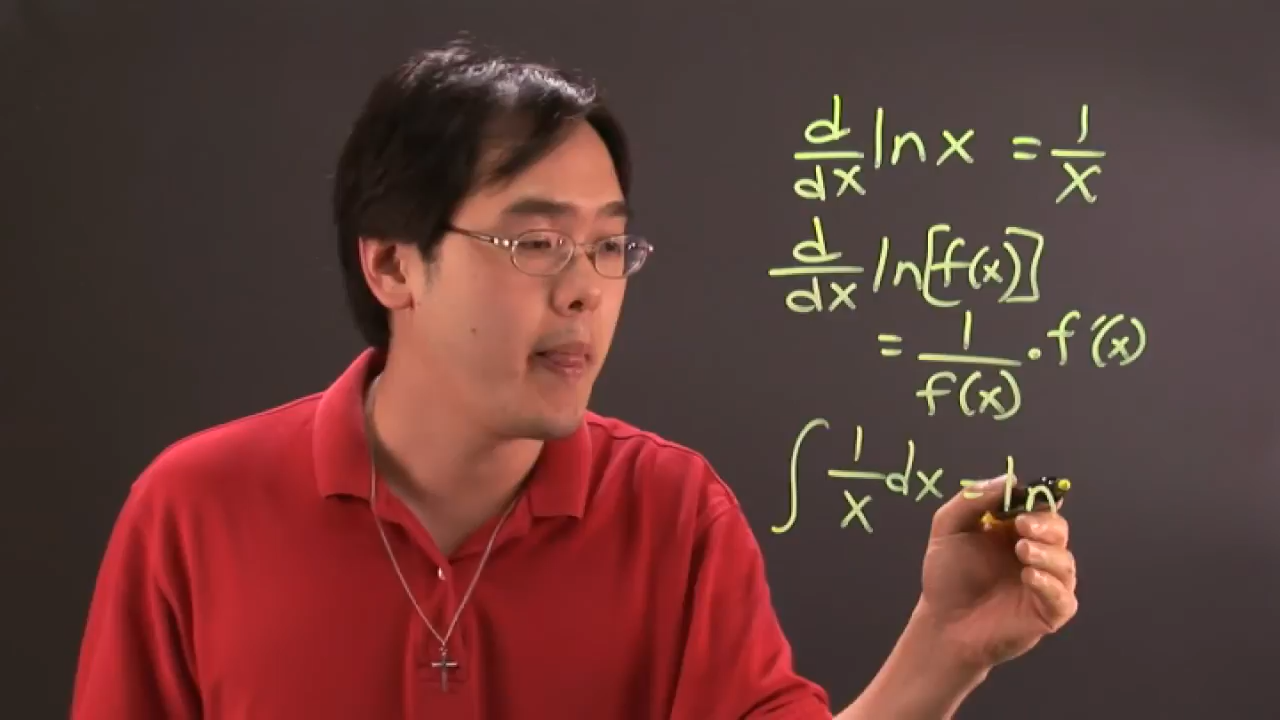 d/dx ln x = 1/x
d/dx ln[f(x)]
= 1/f(x) · f'(x)
∫ 1/x dx = ln